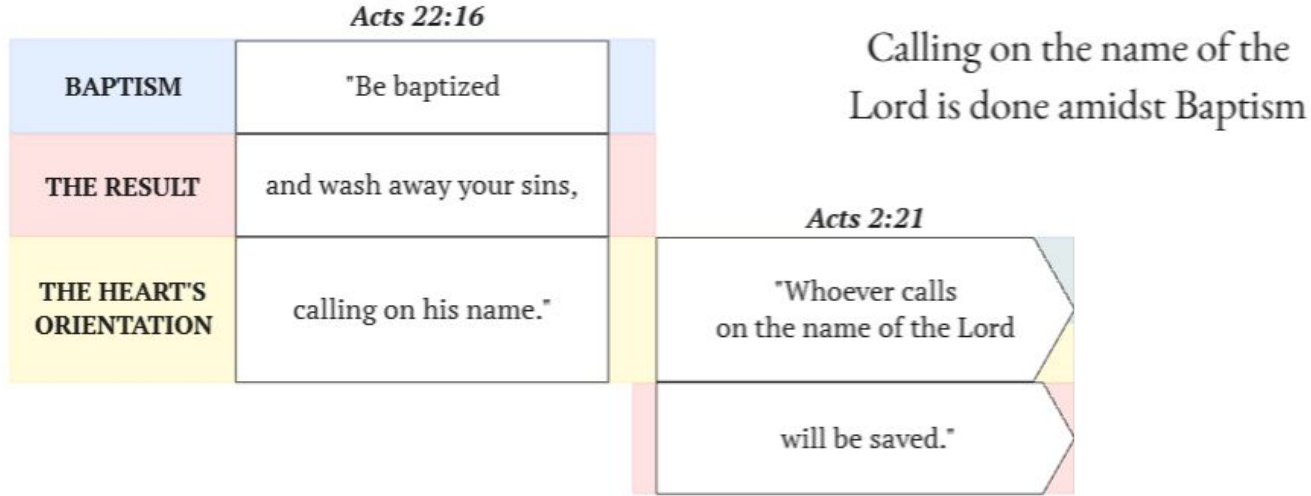 Acts 22:16
Calling on the name of the
Lord is done amidst Baptism
BAPTISM
"Be baptized
THE RESULT
and wash away your sins,
Acts 2:21
THE HEART'S
ORIENTATION
calling on his name."
"Whoever calls
on the name of the Lord
will be saved."